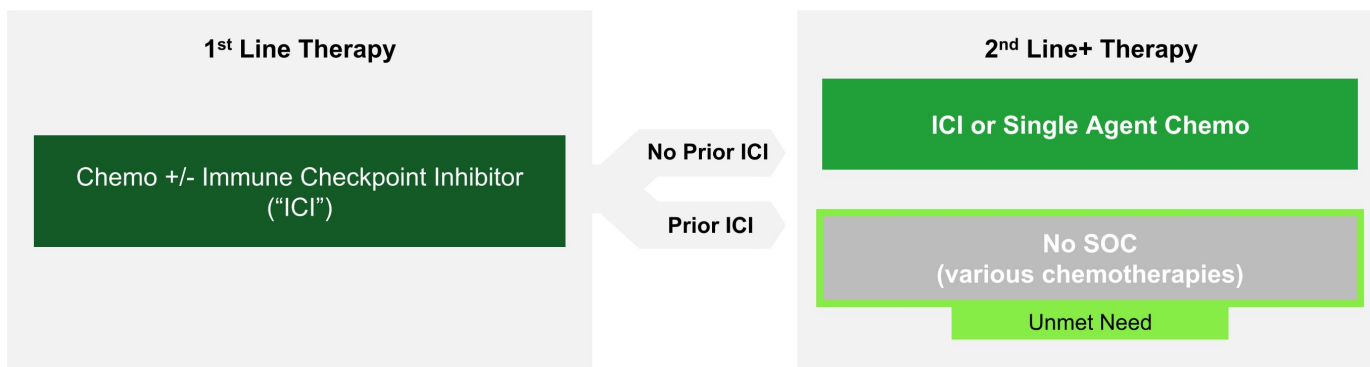 1st Line Therapy
Chemo +/- Immune Checkpoint Inhibitor
(“ICI”)
No Prior ICI
Prior ICI
2nd Line+ Therapy
ICI or Single Agent Chemo
No SOC
(various chemotherapies)
Unmet Need